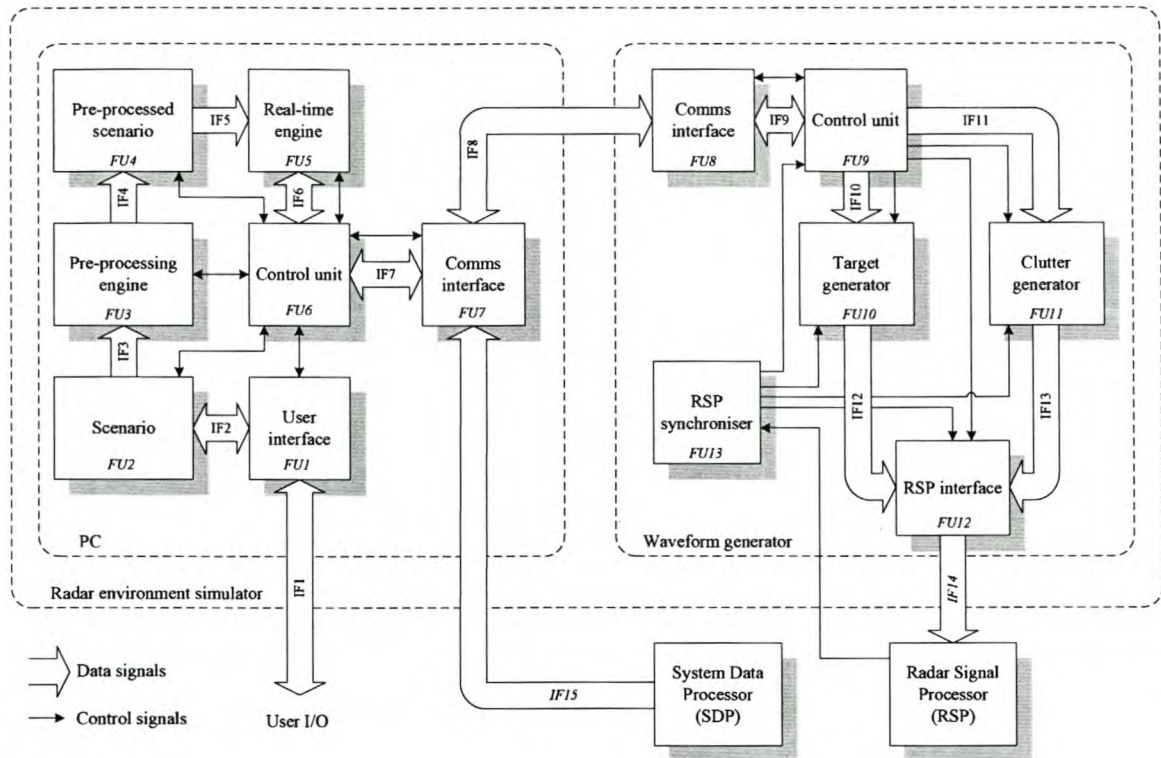 Pre-processed
scenario
FU4
IF5
Real-time
engine
FU5
IF4
IF6
Pre-processing
engine
FU3
Control unit
FU6
IF7
Comms
interface
FU7
IF8
IF3
Scenario
FU2
IF2
User
interface
FU1
PC
IF1
Radar environment simulator
Comms
interface
FU8
IF9
Control unit
FU9
IF11
IF10
Target
generator
FU10
Clutter
generator
FU11
RSP
synchroniser
FU13
IF12
IF13
RSP interface
FU12
Waveform generator
IF14
Data signals
Control signals
User I/O
IF15
System Data
Processor
(SDP)
Radar Signal
Processor
(RSP)